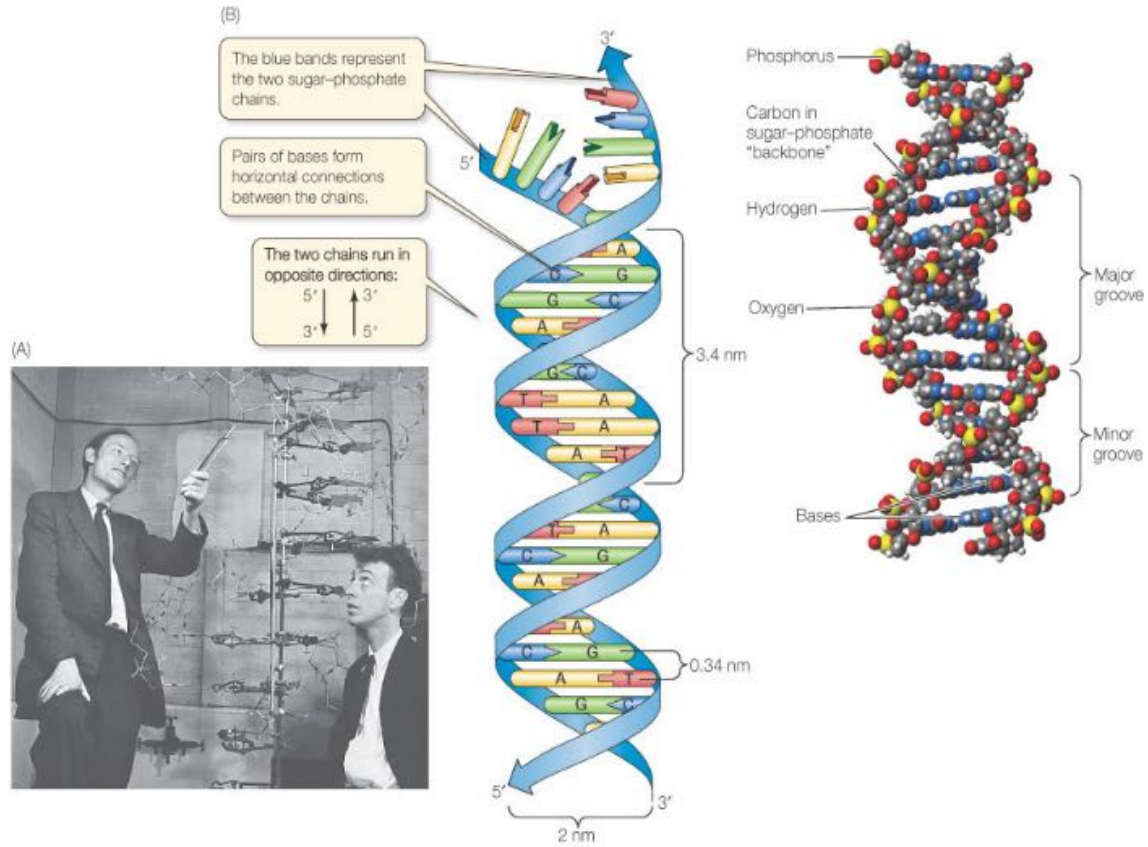 (B)
The blue bands represent
the two sugar–phosphate
chains.
Pairs of bases form
horizontal connections
between the chains.
The two chains run in
opposite directions:
5′ 3′
3′ 5′
(A)
3′
5′
A
C G
G C
A
G C
T A
T A
A T
C
T A
C G
A
A
C G
A T
G C
3.4 nm
0.34 nm
5′
3′
2 nm
Phosphorus
Carbon in
sugar–phosphate
“backbone”
Hydrogen
Oxygen
Bases
Major
groove
Minor
groove